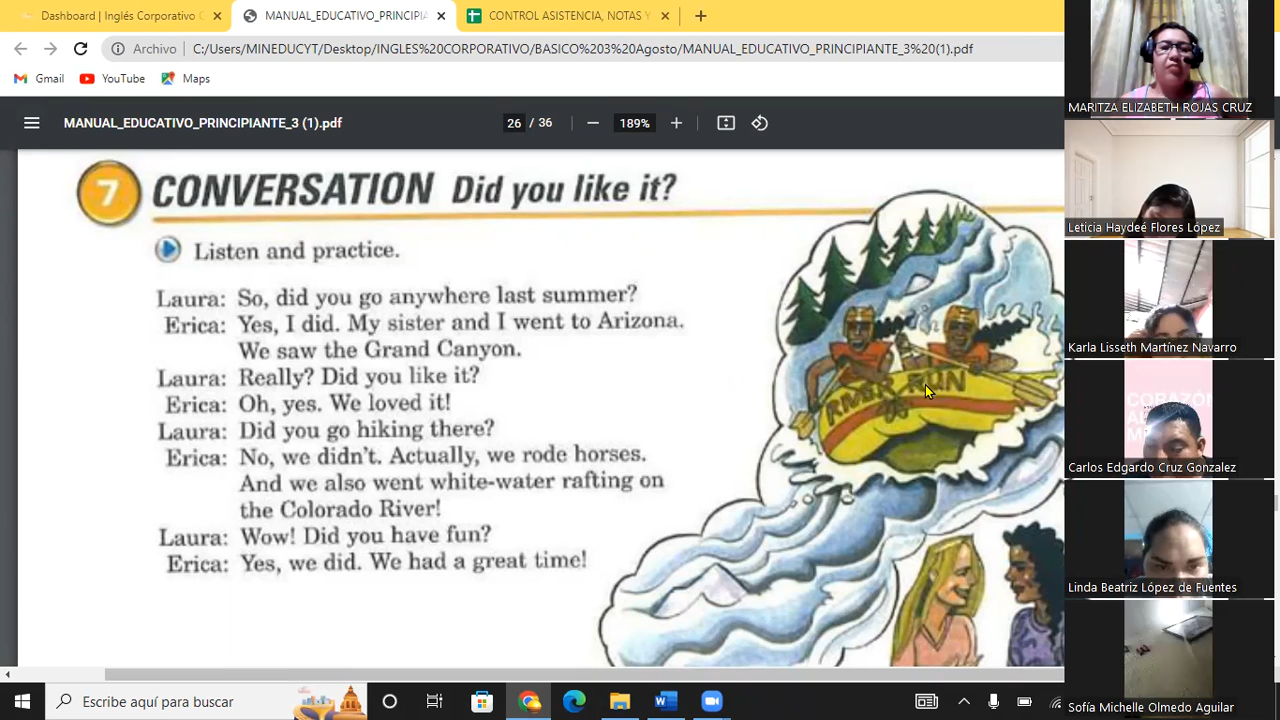 Dashboard | Inglés Corporativo C
MANUAL_EDUCATIVO_PRINCIPIA
CONTROL ASISTENCIA, NOTAS Y
Archivo
C:/Users/MINEDUCYT/Desktop/INGLES%20CORPORATIVO/BASICO%203%20Agosto/MANUAL_EDUCATIVO_PRINCIPIANTE_3%20(1).pdf
Gmail
YouTube
Maps
MANUAL_EDUCATIVO_PRINCIPIANTE_3 (1).pdf
26 / 36
189%
7 CONVERSATION Did you like it?
Listen and practice.
Laura: So, did you go anywhere last summer?
Erica: Yes, I did. My sister and I went to Arizona.
We saw the Grand Canyon.
Laura: Really? Did you like it?
Erica: Oh, yes. We loved it!
Laura: Did you go hiking there?
Erica: No, we didn't. Actually, we rode horses.
And we also went white-water rafting on
the Colorado River!
Laura: Wow! Did you have fun?
Erica: Yes, we did. We had a great time!
RIVER RUN
MARITZA ELIZABETH ROJAS CRUZ
Leticia Haydeé Flores López
Karla Lisseth Martínez Navarro
CORAZÓN
Carlos Edgardo Cruz Gonzalez
Linda Beatriz López de Fuentes
Sofía Michelle Olmedo Aguilar
Escribe aquí para buscar